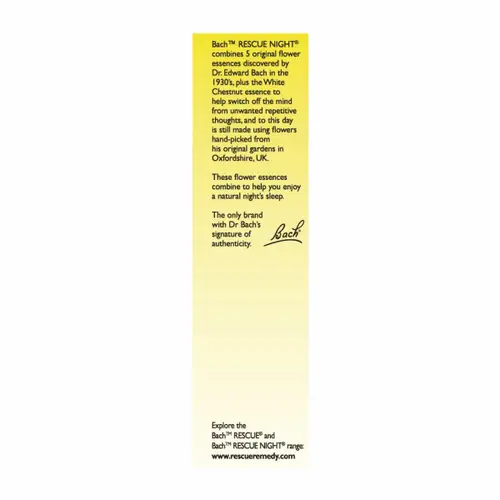 Bach™ RESCUE NIGHT®
combines 5 original flower
essences discovered by
Dr. Edward Bach in the
1930's, plus the White
Chestnut essence to
help switch off the mind
from unwanted repetitive
thoughts, and to this day
is still made using flowers
hand-picked from
his original gardens in
Oxfordshire, UK.
These flower essences
combine to help you enjoy
a natural night's sleep.
The only brand
with Dr Bach's
signature of
authenticity.
Bach
Explore the
Bach™ RESCUE® and
Bach™ RESCUE NIGHT® range:
www.rescueremedy.com